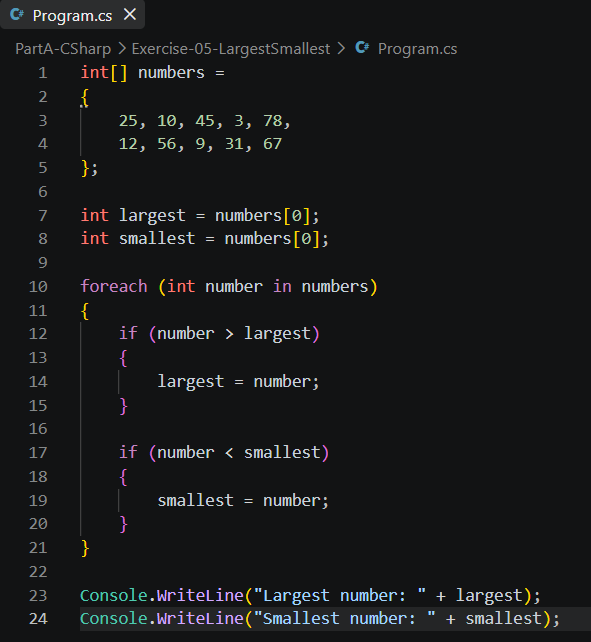 C# Program.cs ×
PartA-CSharp > Exercise-05-LargestSmallest > C# Program.cs
1 int[] numbers =
2 {
3     25, 10, 45, 3, 78,
4     12, 56, 9, 31, 67
5 };
6
7 int largest = numbers[0];
8 int smallest = numbers[0];
9
10 foreach (int number in numbers)
11 {
12     if (number > largest)
13     {
14         largest = number;
15     }
16
17     if (number < smallest)
18     {
19         smallest = number;
20     }
21 }
22
23 Console.WriteLine("Largest number: " + largest);
24 Console.WriteLine("Smallest number: " + smallest);